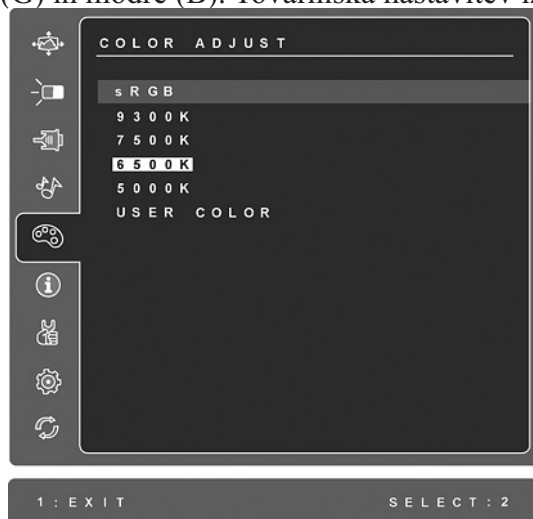 (G) in modre (B). Tovarniška nastavitev
COLOR ADJUST
sRGB
9300K
7500K
6500K
5000K
USER COLOR
1:EXIT SELECT:2